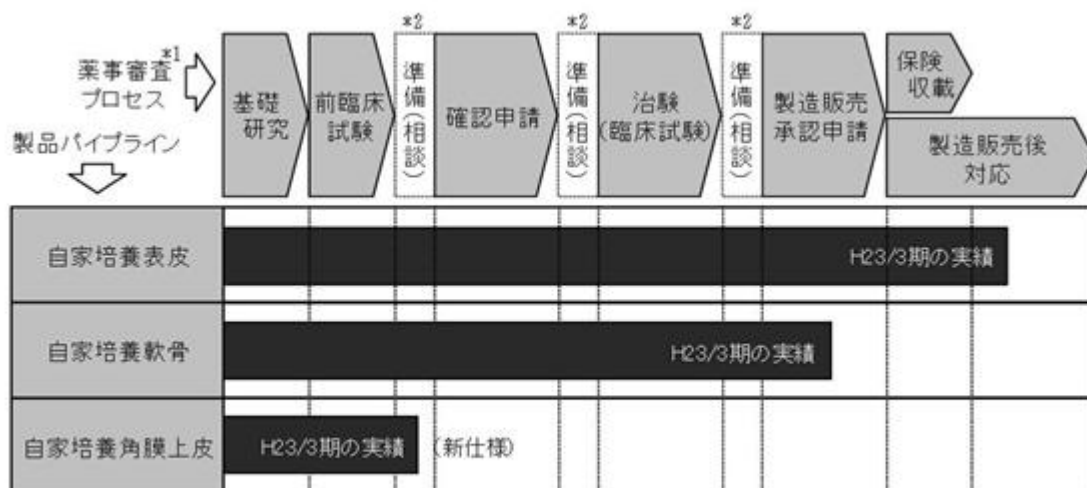 *2
*2
*2
薬事審査*1
プロセス
製品パイプライン
基礎
研究
前臨床
試験
準備(相談)
確認申請
準備(相談)
治験
(臨床試験)
準備(相談)
製造販売
承認申請
保険
収載
製造販売後
対応
自家培養表皮
H23/3期の実績
自家培養軟骨
H23/3期の実績
自家培養角膜上皮
H23/3期の実績
(新仕様)